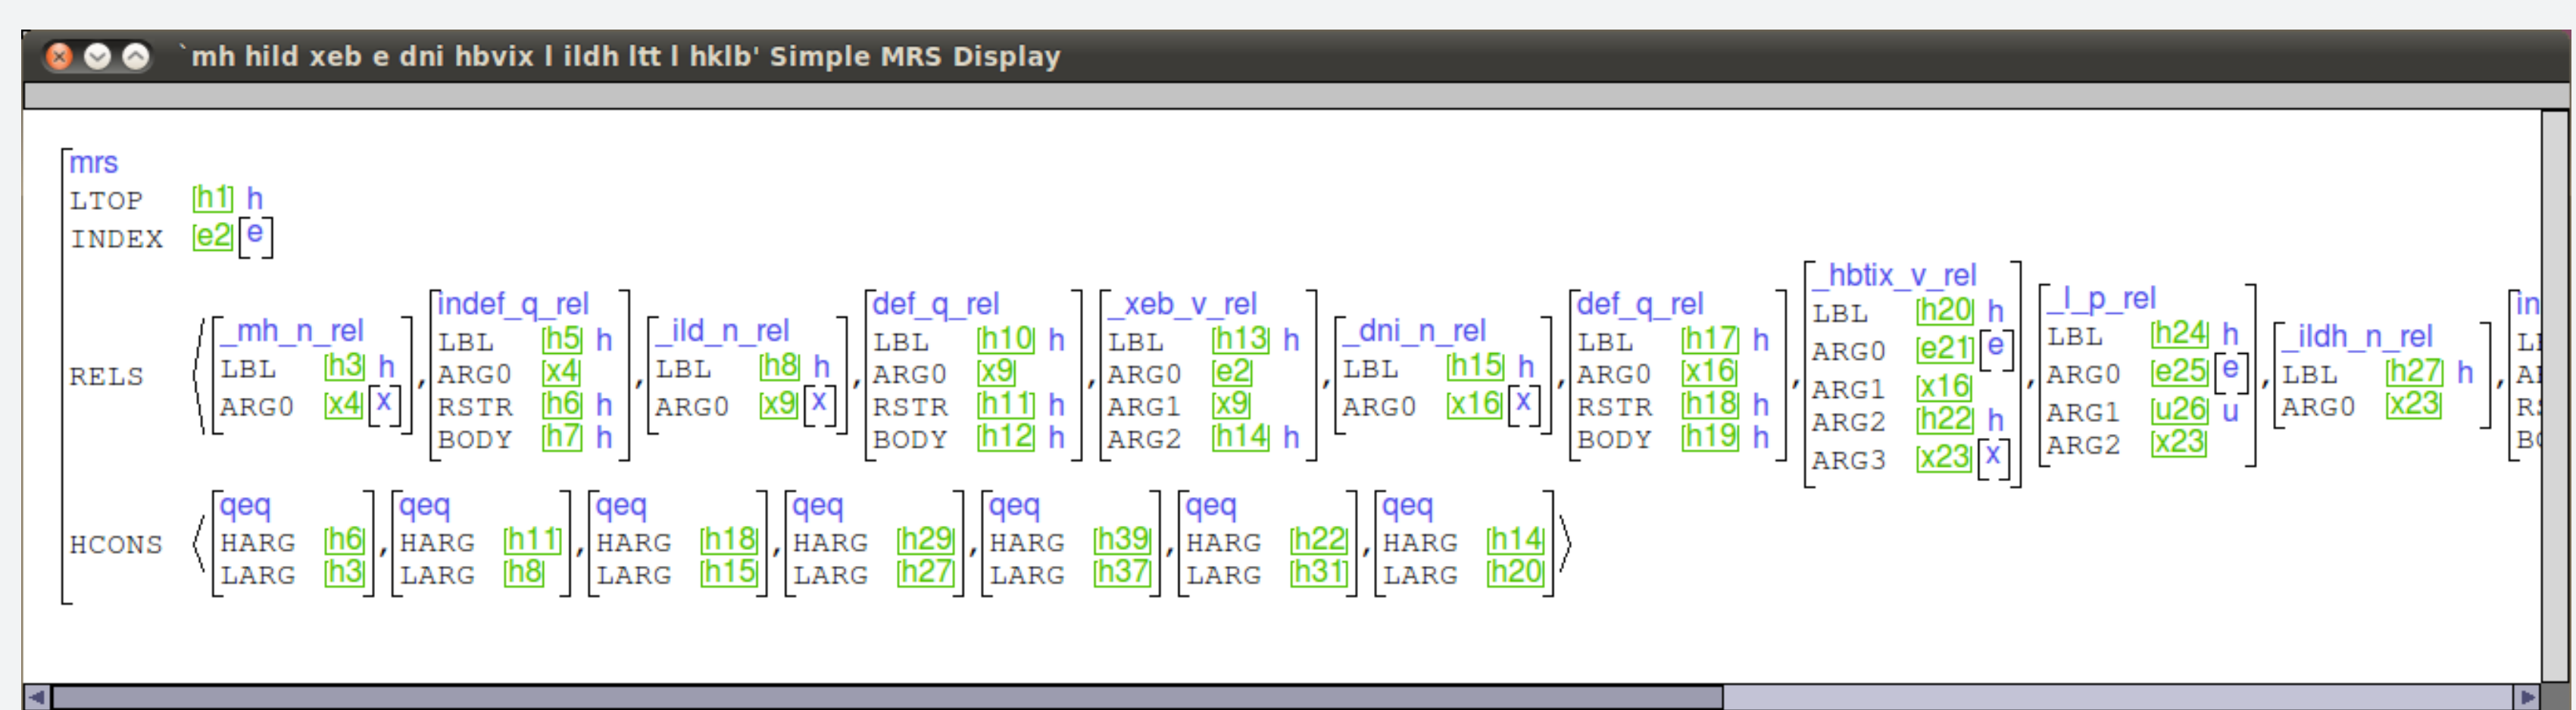 `mh hild xeb e dni hbvix l ildh ltt l hklb' Simple MRS Display
mrs
LTOP h1 h
INDEX e2 e
RELS
_mh_n_rel
LBL h3 h
ARG0 x4 x
indef_q_rel
LBL h5 h
ARG0 x4
RSTR h6 h
BODY h7 h
_ild_n_rel
LBL h8 h
ARG0 x9 x
def_q_rel
LBL h10 h
ARG0 x9
RSTR h11 h
BODY h12 h
_xeb_v_rel
LBL h13 h
ARG0 e2
ARG1 x9
ARG2 h14 h
_dni_n_rel
LBL h15 h
ARG0 x16 x
def_q_rel
LBL h17 h
ARG0 x16
RSTR h18 h
BODY h19 h
_hbtix_v_rel
LBL h20 h
ARG0 e21 e
ARG1 x16
ARG2 h22 h
ARG3 x23 x
_l_p_rel
LBL h24 h
ARG0 e25 e
ARG1 u26 u
ARG2 x23
_ildh_n_rel
LBL h27 h
ARG0 x23
HCONS
qeq
HARG h6
LARG h3
qeq
HARG h11
LARG h8
qeq
HARG h18
LARG h15
qeq
HARG h29
LARG h27
qeq
HARG h39
LARG h37
qeq
HARG h22
LARG h31
qeq
HARG h14
LARG h20